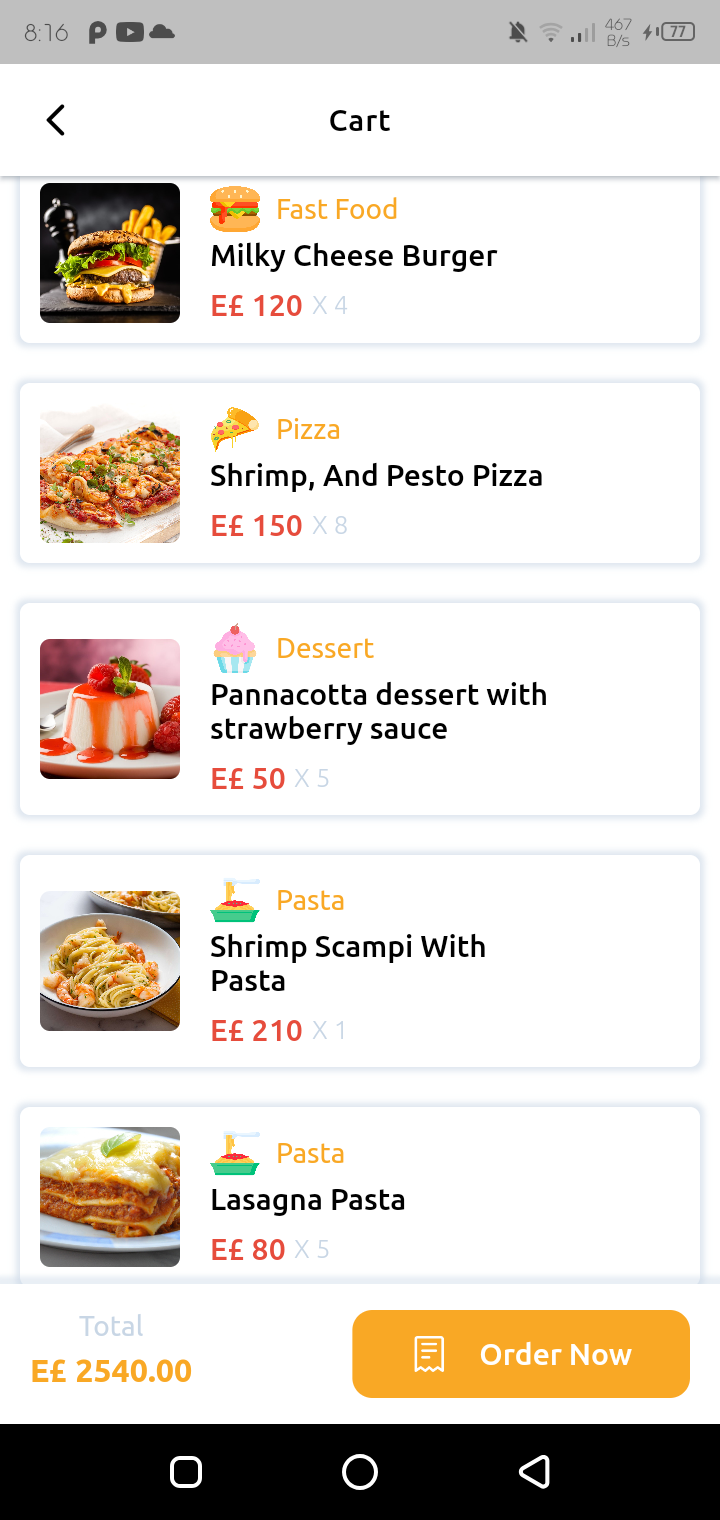 8:16
467
B/s
77
Cart
Fast Food
Milky Cheese Burger
E£ 120 X 4
Pizza
Shrimp, And Pesto Pizza
E£ 150 X 8
Dessert
Pannacotta dessert with
strawberry sauce
E£ 50 X 5
Pasta
Shrimp Scampi With
Pasta
E£ 210 X 1
Pasta
Lasagna Pasta
E£ 80 X 5
Total
E£ 2540.00
Order Now